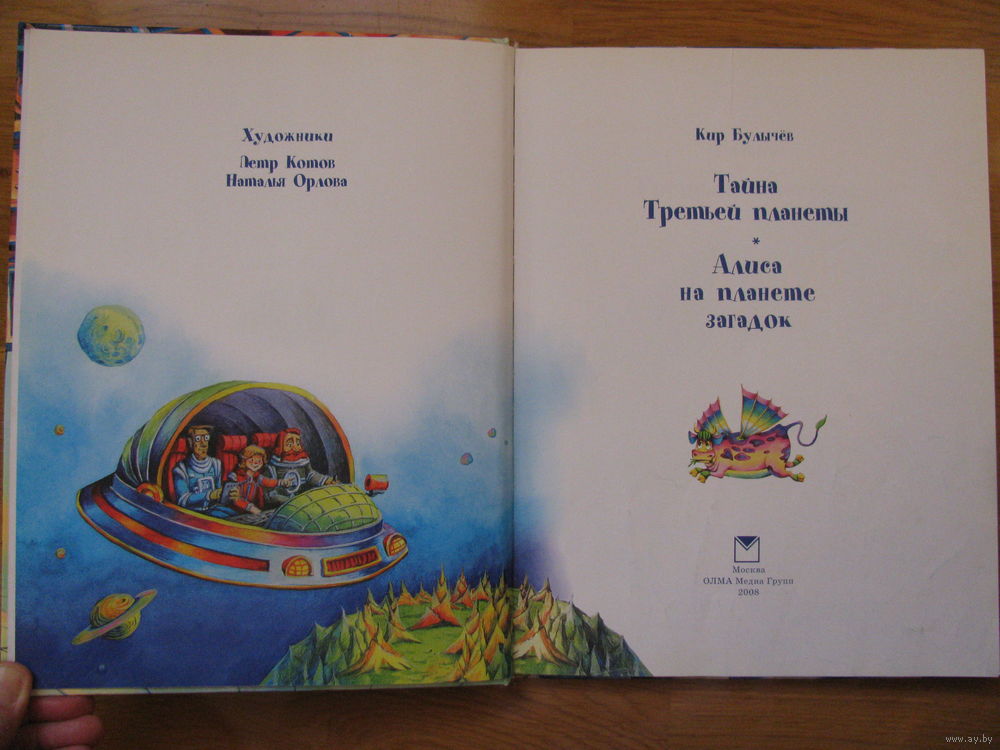 Художники
Петр Котов
Наталья Орлова
Кир Булычёв
Тайна
Третьей планеты
*
Алиса
на планете
загадок
Москва
ОЛМА Медиа Групп
2008
www.ay.by